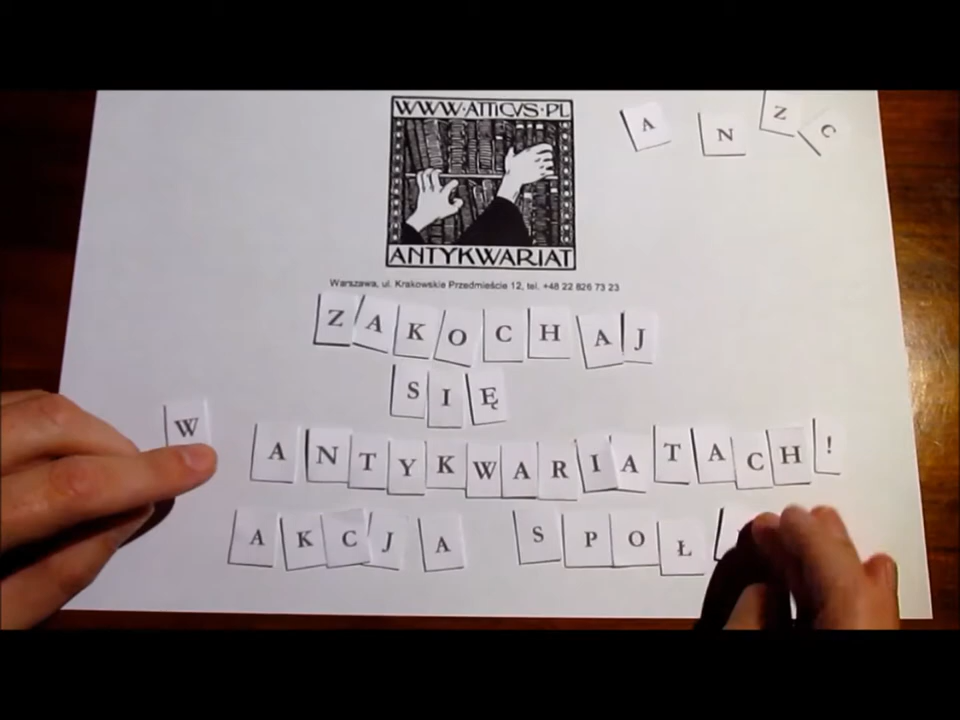 WWW·ATTICVS·PL
ANTYKWARIAT
Warszawa, ul. Krakowskie Przedmieście 12, tel. +48 22 826 73 23
A N Z C
ZAKOCHAJ
SIĘ
W ANTYKWARIATACH!
AKCJA SPOŁ